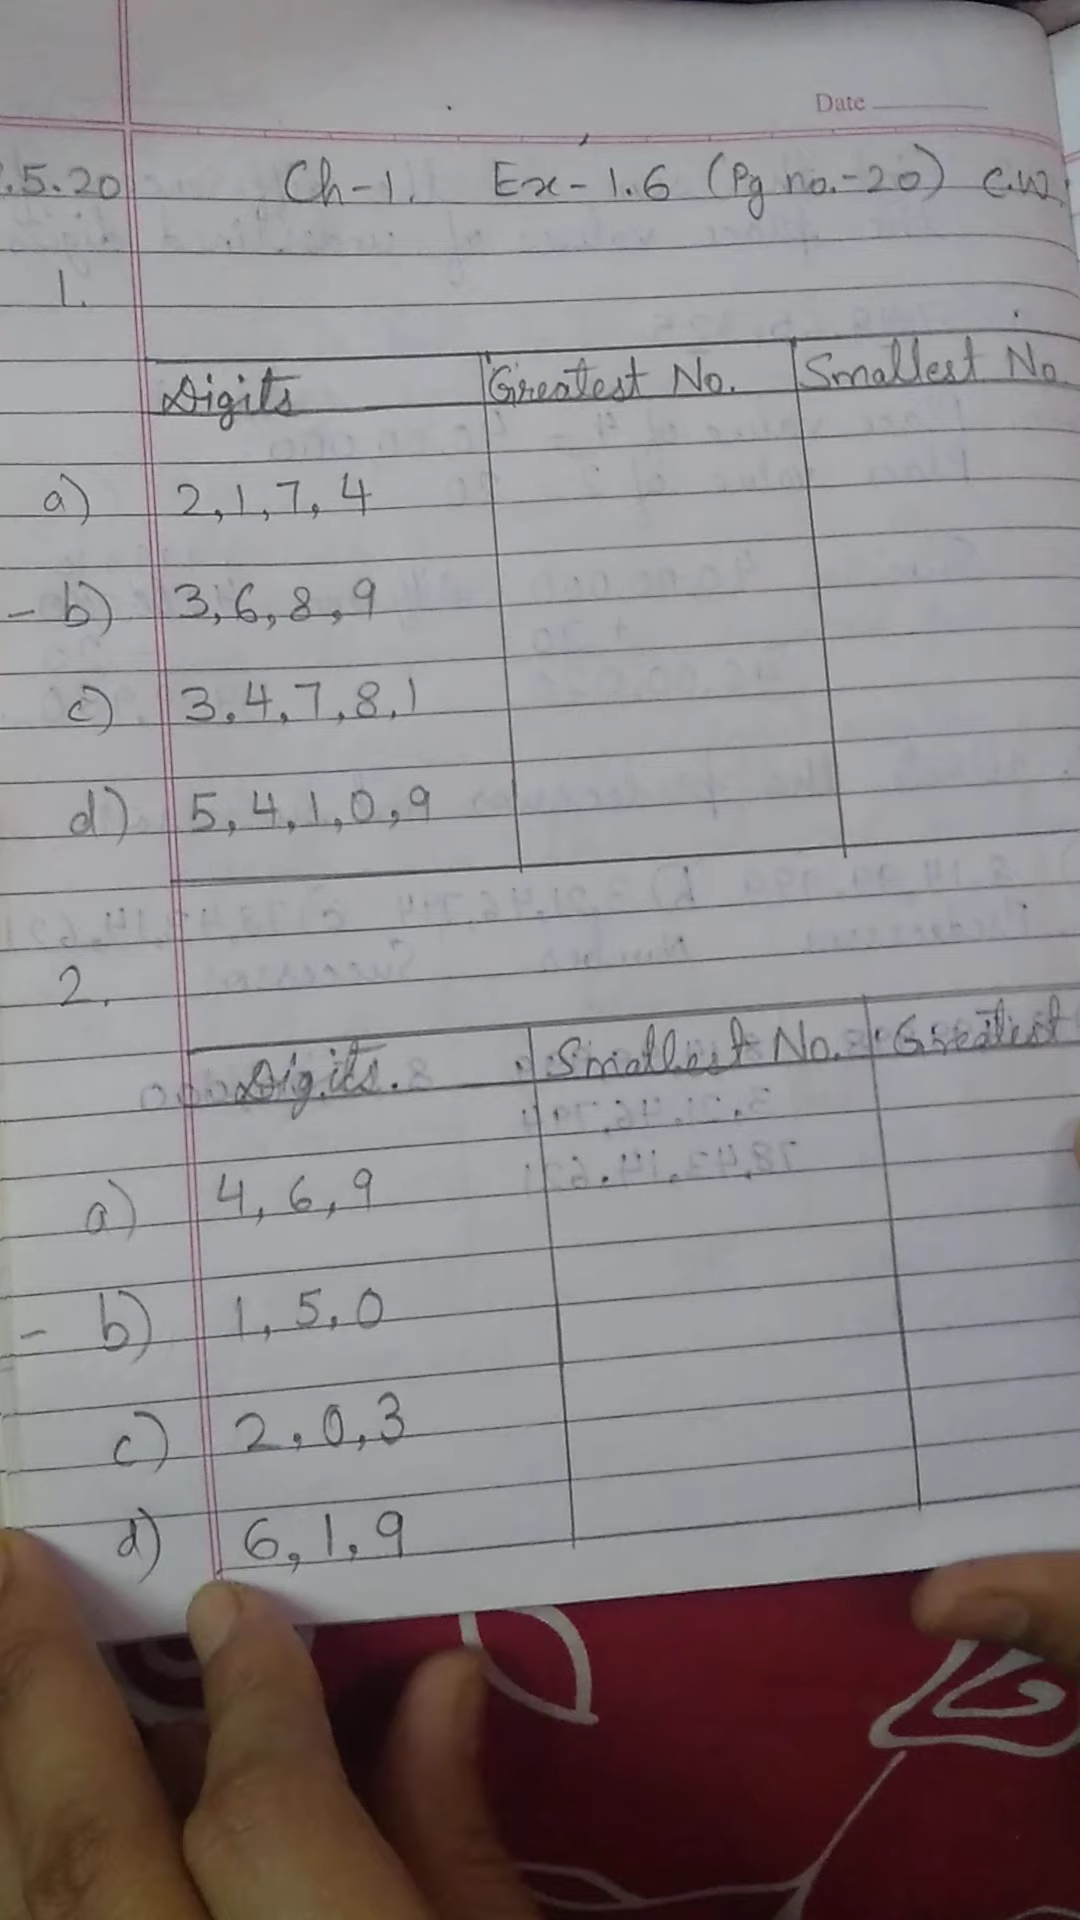 Date
.5.20 Ch-1. Ex-1.6 (Pg no.-20) C.W.
1.
Digits Greatest No. Smallest No
a) 2,1,7,4
- b) 3,6,8,9
c) 3,4,7,8,1
d) 5,4,1,0,9
2.
Digits. Smallest No. Greatest
a) 4,6,9
- b) 1,5,0
c) 2,0,3
d) 6,1,9